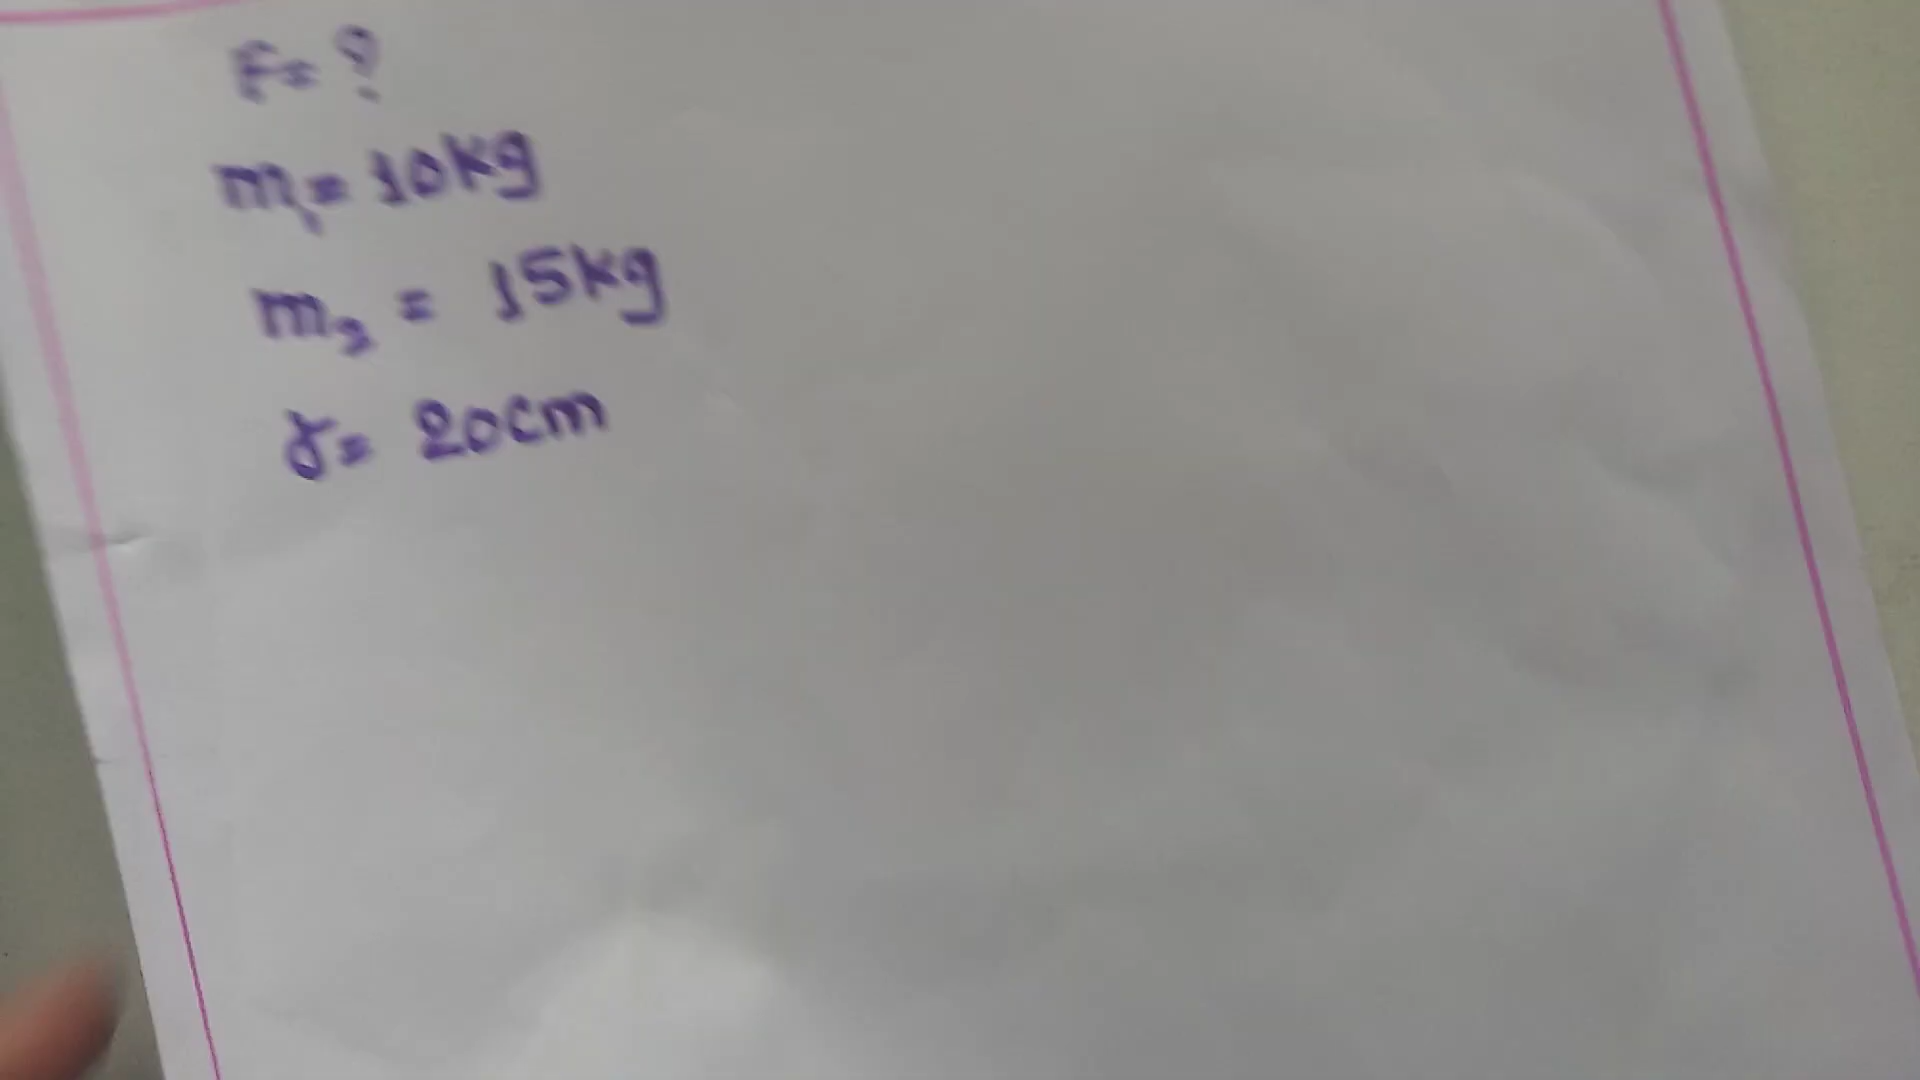 F= ?
m₁= 10kg
m₂ = 15kg
r= 20cm